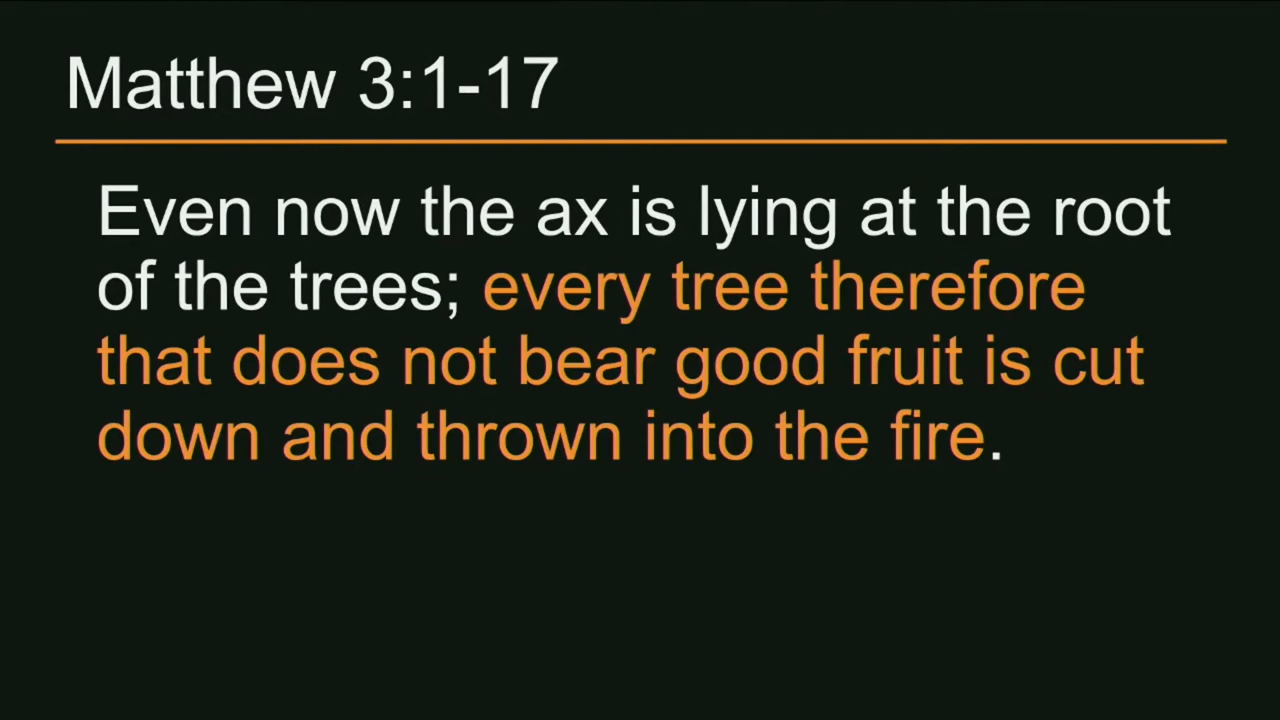 Matthew 3:1-17
Even now the ax is lying at the root
of the trees; every tree therefore
that does not bear good fruit is cut
down and thrown into the fire.